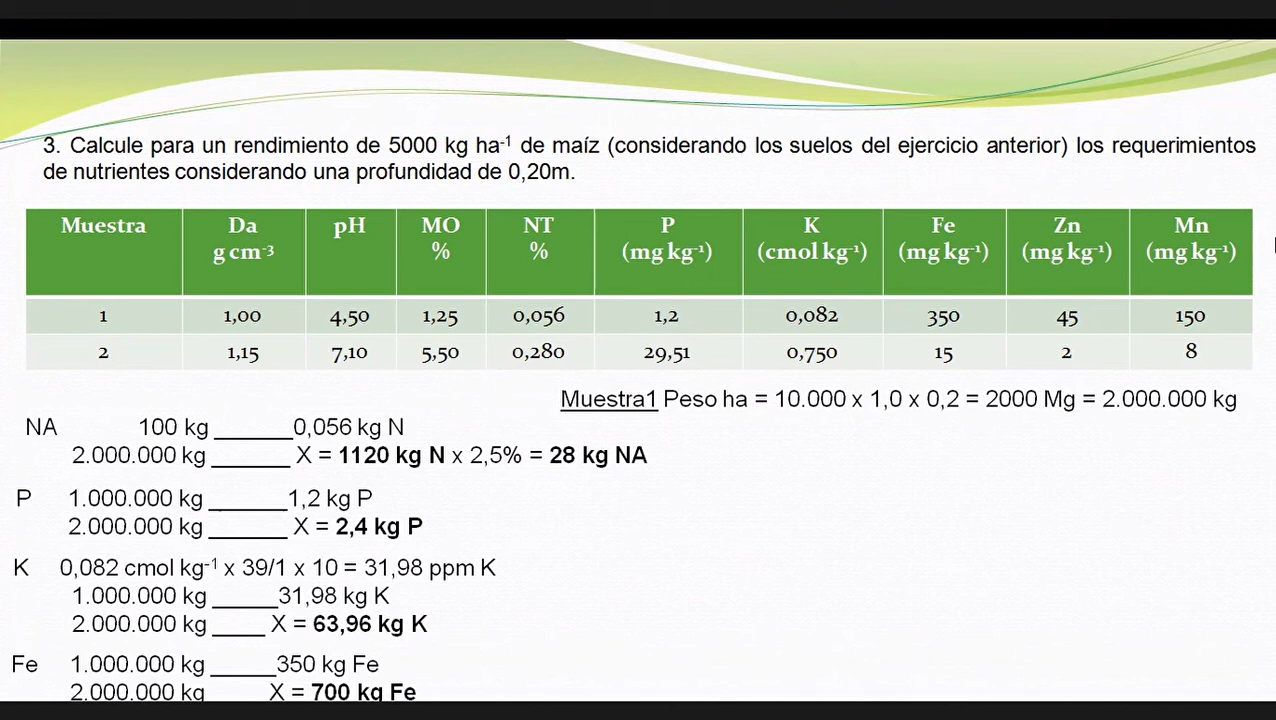 3. Calcule para un rendimiento de 5000 kg ha⁻¹ de maíz (considerando los suelos del ejercicio anterior) los requerimientos
de nutrientes considerando una profundidad de 0,20m.
Muestra Da pH MO NT P K Fe Zn Mn
g cm⁻³ % % (mg kg⁻¹) (cmol kg⁻¹) (mg kg⁻¹) (mg kg⁻¹) (mg kg⁻¹)
1 1,00 4,50 1,25 0,056 1,2 0,082 350 45 150
2 1,15 7,10 5,50 0,280 29,51 0,750 15 2 8
Muestra1 Peso ha = 10.000 x 1,0 x 0,2 = 2000 Mg = 2.000.000 kg
NA 100 kg ______0,056 kg N
2.000.000 kg ______ X = 1120 kg N x 2,5% = 28 kg NA
P 1.000.000 kg ______1,2 kg P
2.000.000 kg ______ X = 2,4 kg P
K 0,082 cmol kg⁻¹ x 39/1 x 10 = 31,98 ppm K
1.000.000 kg _____31,98 kg K
2.000.000 kg ____ X = 63,96 kg K
Fe 1.000.000 kg _____350 kg Fe
2.000.000 kg _____ X = 700 kg Fe